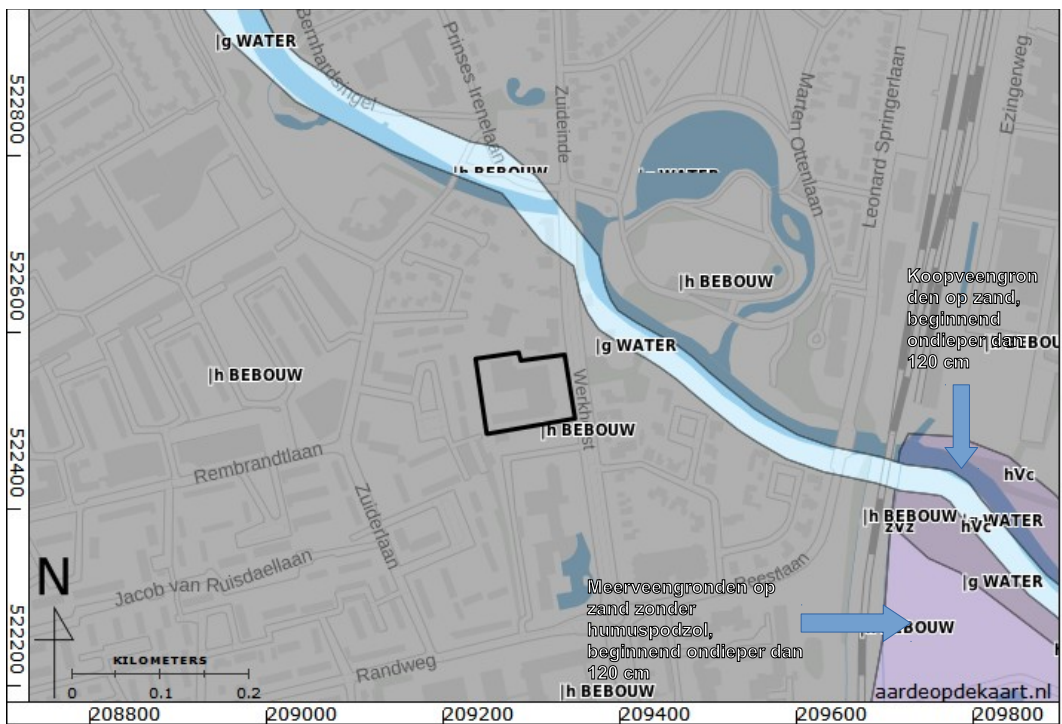 |g WATER
Bernhardsingel
Prinses Irenelaan
Zuideinde
Marten Ottenlaan
Leonard Springerlaan
Ezingerweg
522800
|h BEBOUW
|g WATER
|h BEBOUW
Koopveengron
den op zand,
beginnend
ondieper dan
120 cm
|h BEBOU
522600
|g WATER
|h BEBOUW
Werkhorst
|h BEBOUW
Rembrandtlaan
522400
Zuiderlaan
hVc
|h BEBOUW
zVz
hVc
|g WATER
N
Jacob van Ruisdaellaan
Reestlaan
|g WATER
Meerveengronden op
zand zonder
humuspodzol,
beginnend ondieper dan
120 cm
BEBOUW
522200
KILOMETERS
0 0.1 0.2
Randweg
|h BEBOUW
aardeopdekaart.nl
208800 209000 209200 209400 209600 209800